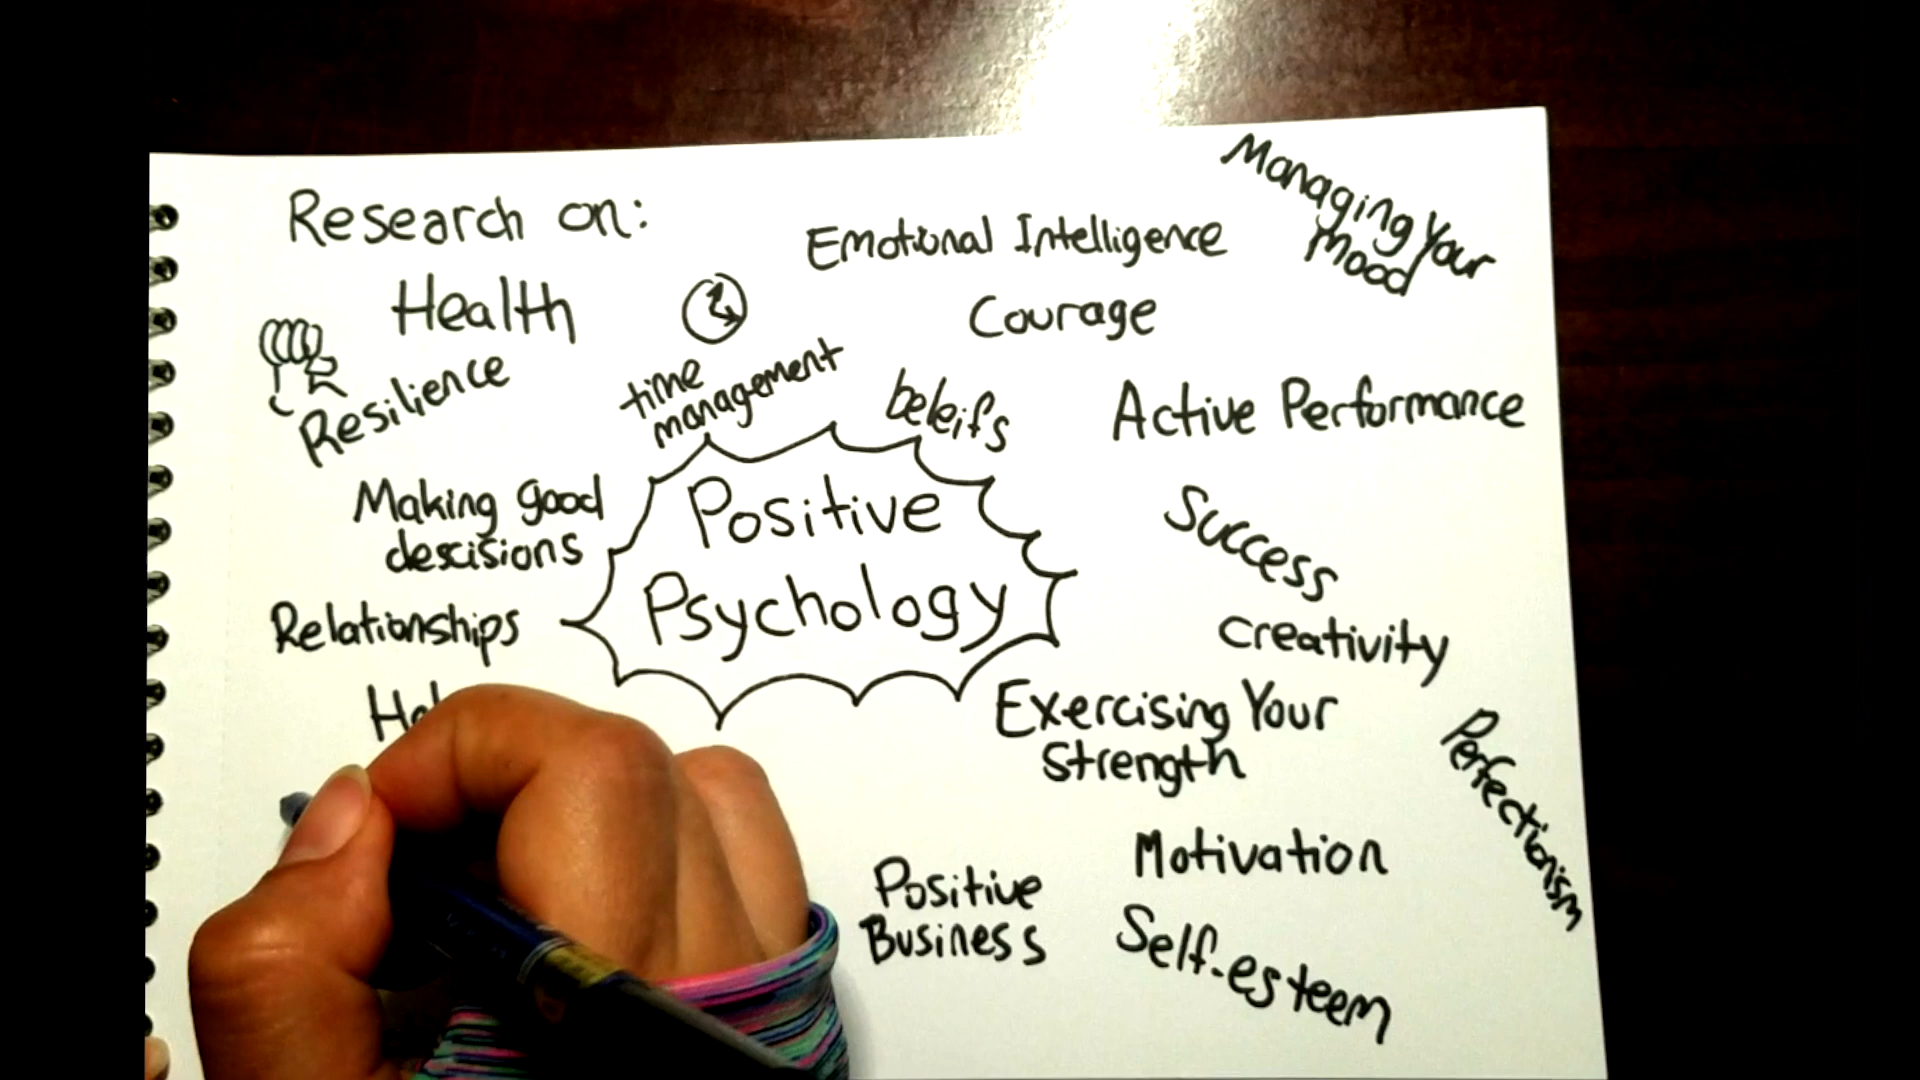 Research on:
Health
Resilience
time
management
Emotional Intelligence
Managing Your
Mood
Courage
beleifs
Active Performance
Making good
descisions
Positive
Psychology
Success
Relationships
Creativity
Exercising Your
Strength
Perfectionism
Motivation
Positive
Business
Self-esteem